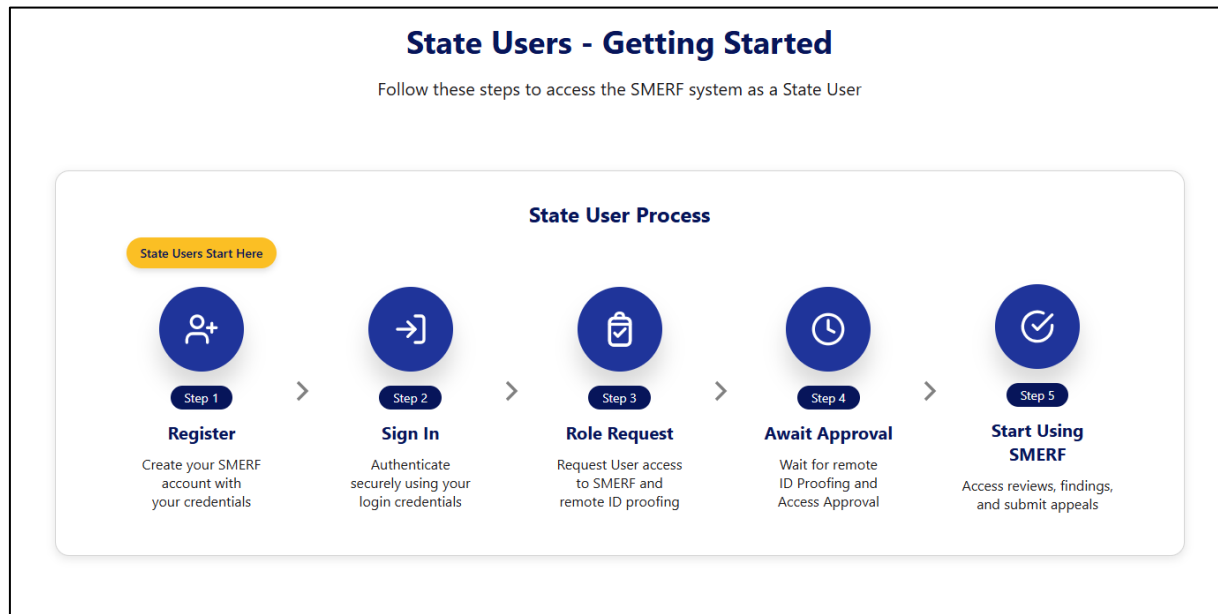 State Users - Getting Started
Follow these steps to access the SMERF system as a State User
State User Process
State Users Start Here
Step 1
Register
Create your SMERF
account with
your credentials
Step 2
Sign In
Authenticate
securely using your
login credentials
Step 3
Role Request
Request User access
to SMERF and
remote ID proofing
Step 4
Await Approval
Wait for remote
ID Proofing and
Access Approval
Step 5
Start Using
SMERF
Access reviews, findings,
and submit appeals